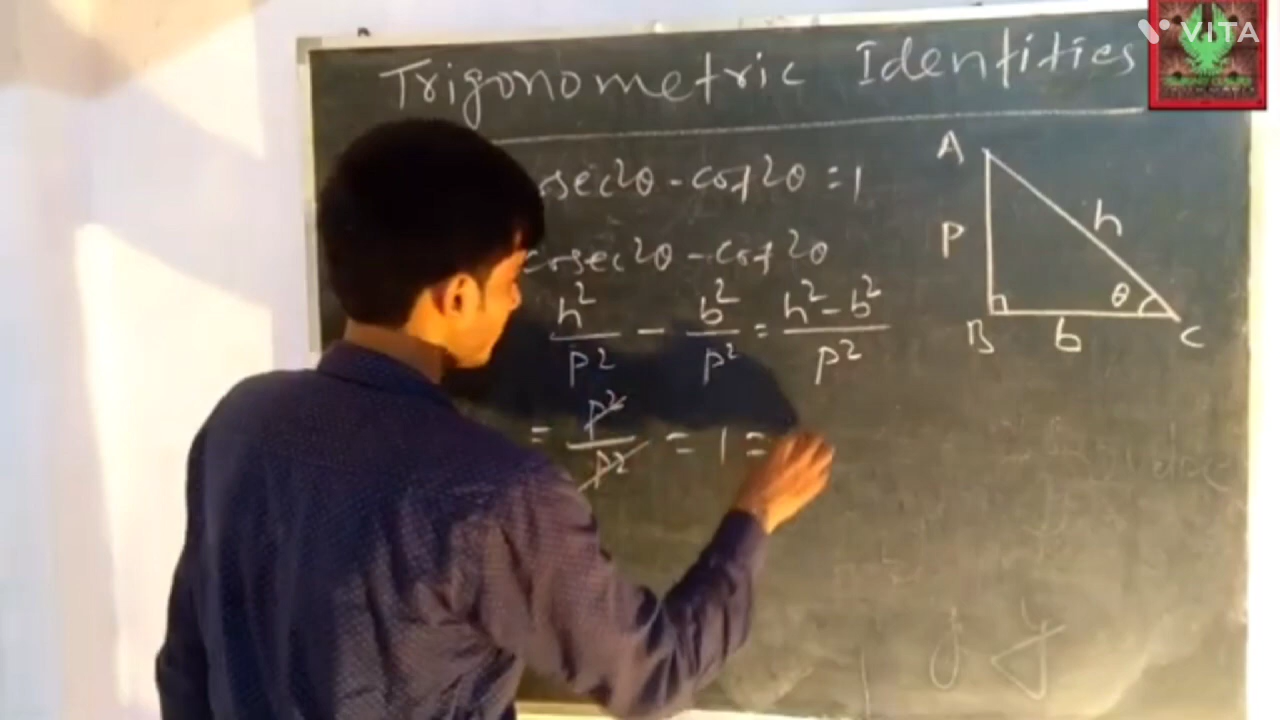 VITA
Trigonometric Identities
cosec²θ - cot²θ = 1
cosec²θ - cot²θ
h²/p² - b²/p² = h² - b²/p²
= p²/p² = 1 =
A
P
h
θ
B
b
C